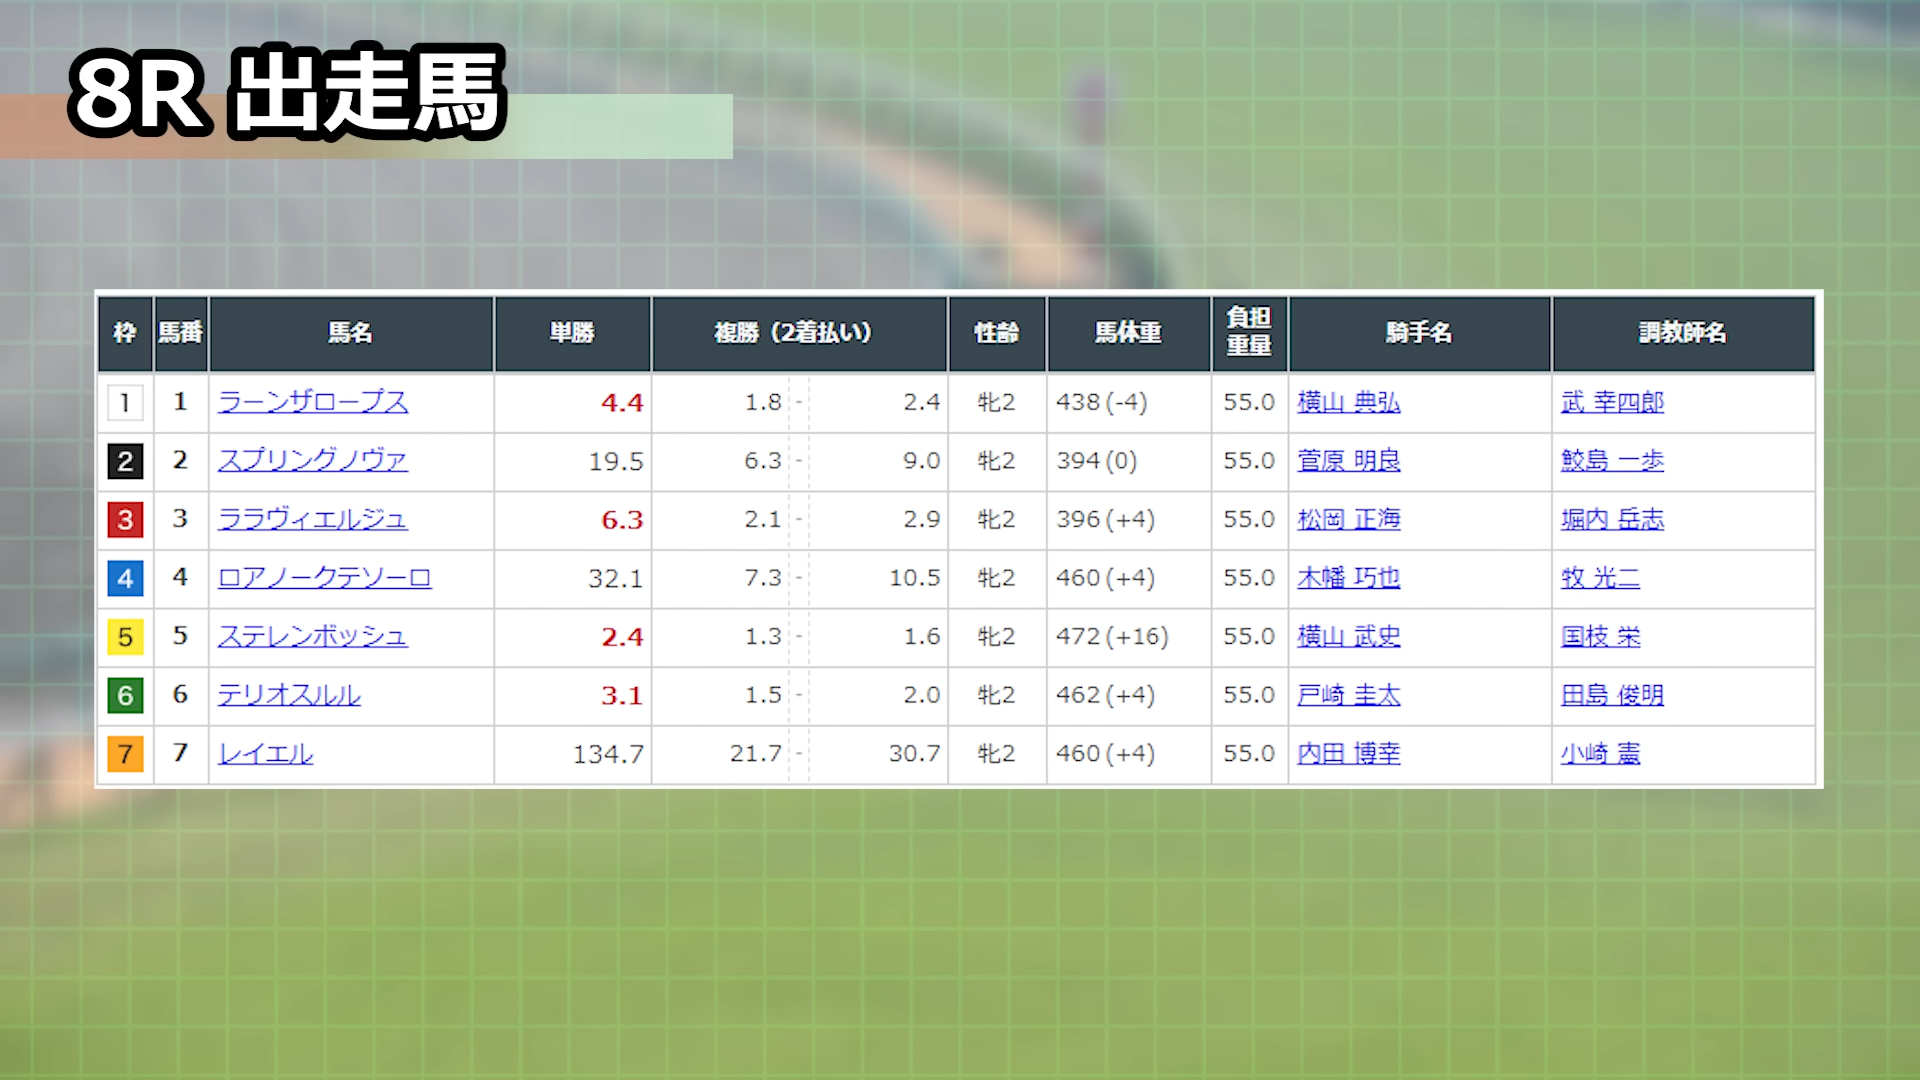 8R 出走馬
枠 馬番 馬名 単勝 複勝（2着払い） 性齢 馬体重 負担重量 騎手名 調教師名
1 1 ラーンザロープス 4.4 1.8 - 2.4 牝2 438(-4) 55.0 横山 典弘 武 幸四郎
2 2 スプリングノヴァ 19.5 6.3 - 9.0 牝2 394(0) 55.0 菅原 明良 鮫島 一歩
3 3 ララヴィエルジュ 6.3 2.1 - 2.9 牝2 396(+4) 55.0 松岡 正海 堀内 岳志
4 4 ロアノークテソーロ 32.1 7.3 - 10.5 牝2 460(+4) 55.0 木幡 巧也 牧 光二
5 5 ステレンボッシュ 2.4 1.3 - 1.6 牝2 472(+16) 55.0 横山 武史 国枝 栄
6 6 テリオスルル 3.1 1.5 - 2.0 牝2 462(+4) 55.0 戸崎 圭太 田島 俊明
7 7 レイエル 134.7 21.7 - 30.7 牝2 460(+4) 55.0 内田 博幸 小崎 憲